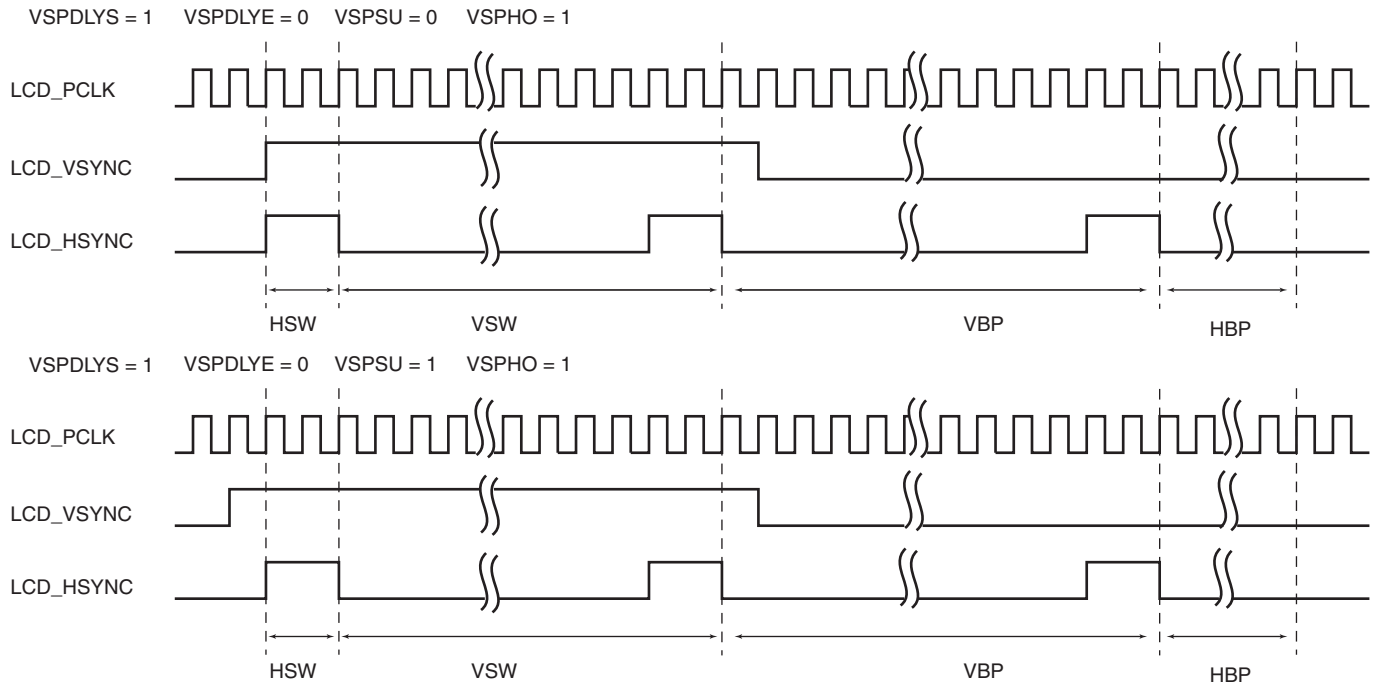 VSPDLYS = 1 VSPDLYE = 0 VSPSU = 0 VSPHO = 1
LCD_PCLK
LCD_VSYNC
LCD_HSYNC
HSW VSW VBP HBP
VSPDLYS = 1 VSPDLYE = 0 VSPSU = 1 VSPHO = 1
LCD_PCLK
LCD_VSYNC
LCD_HSYNC
HSW VSW VBP HBP